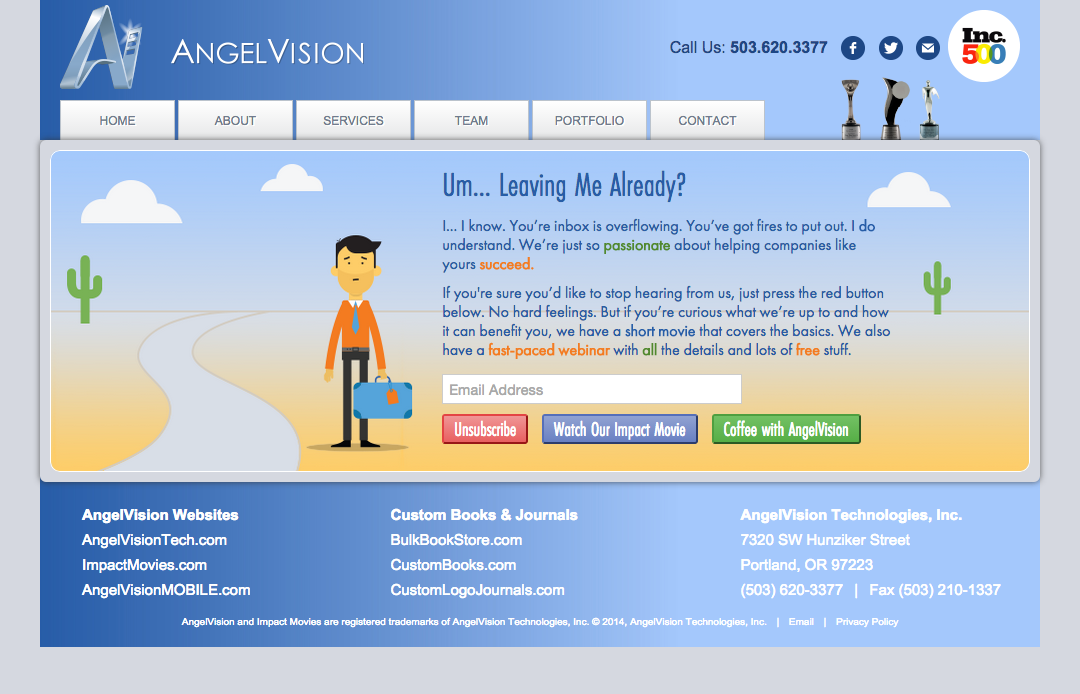 ANGELVISION
Call Us: 503.620.3377
Inc.
500
HOME
ABOUT
SERVICES
TEAM
PORTFOLIO
CONTACT
Um... Leaving Me Already?
I... I know. You're inbox is overflowing. You've got fires to put out. I do
understand. We're just so passionate about helping companies like
yours succeed.
If you're sure you'd like to stop hearing from us, just press the red button
below. No hard feelings. But if you're curious what we're up to and how
it can benefit you, we have a short movie that covers the basics. We also
have a fast-paced webinar with all the details and lots of free stuff.
Email Address
Unsubscribe
Watch Our Impact Movie
Coffee with AngelVision
AngelVision Websites
AngelVisionTech.com
ImpactMovies.com
AngelVisionMOBILE.com
Custom Books & Journals
BulkBookStore.com
CustomBooks.com
CustomLogoJournals.com
AngelVision Technologies, Inc.
7320 SW Hunziker Street
Portland, OR 97223
(503) 620-3377 | Fax (503) 210-1337
AngelVision and Impact Movies are registered trademarks of AngelVision Technologies, Inc. © 2014, AngelVision Technologies, Inc. | Email | Privacy Policy